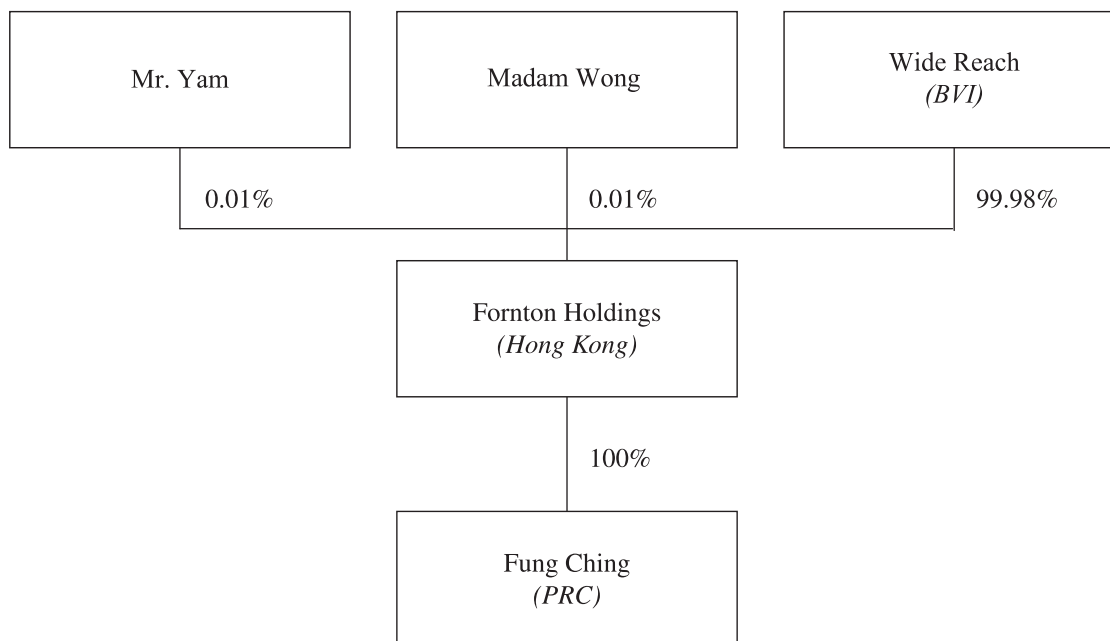 Mr. Yam
Madam Wong
Wide Reach
(BVI)
0.01%
0.01%
99.98%
Fornton Holdings
(Hong Kong)
100%
Fung Ching
(PRC)